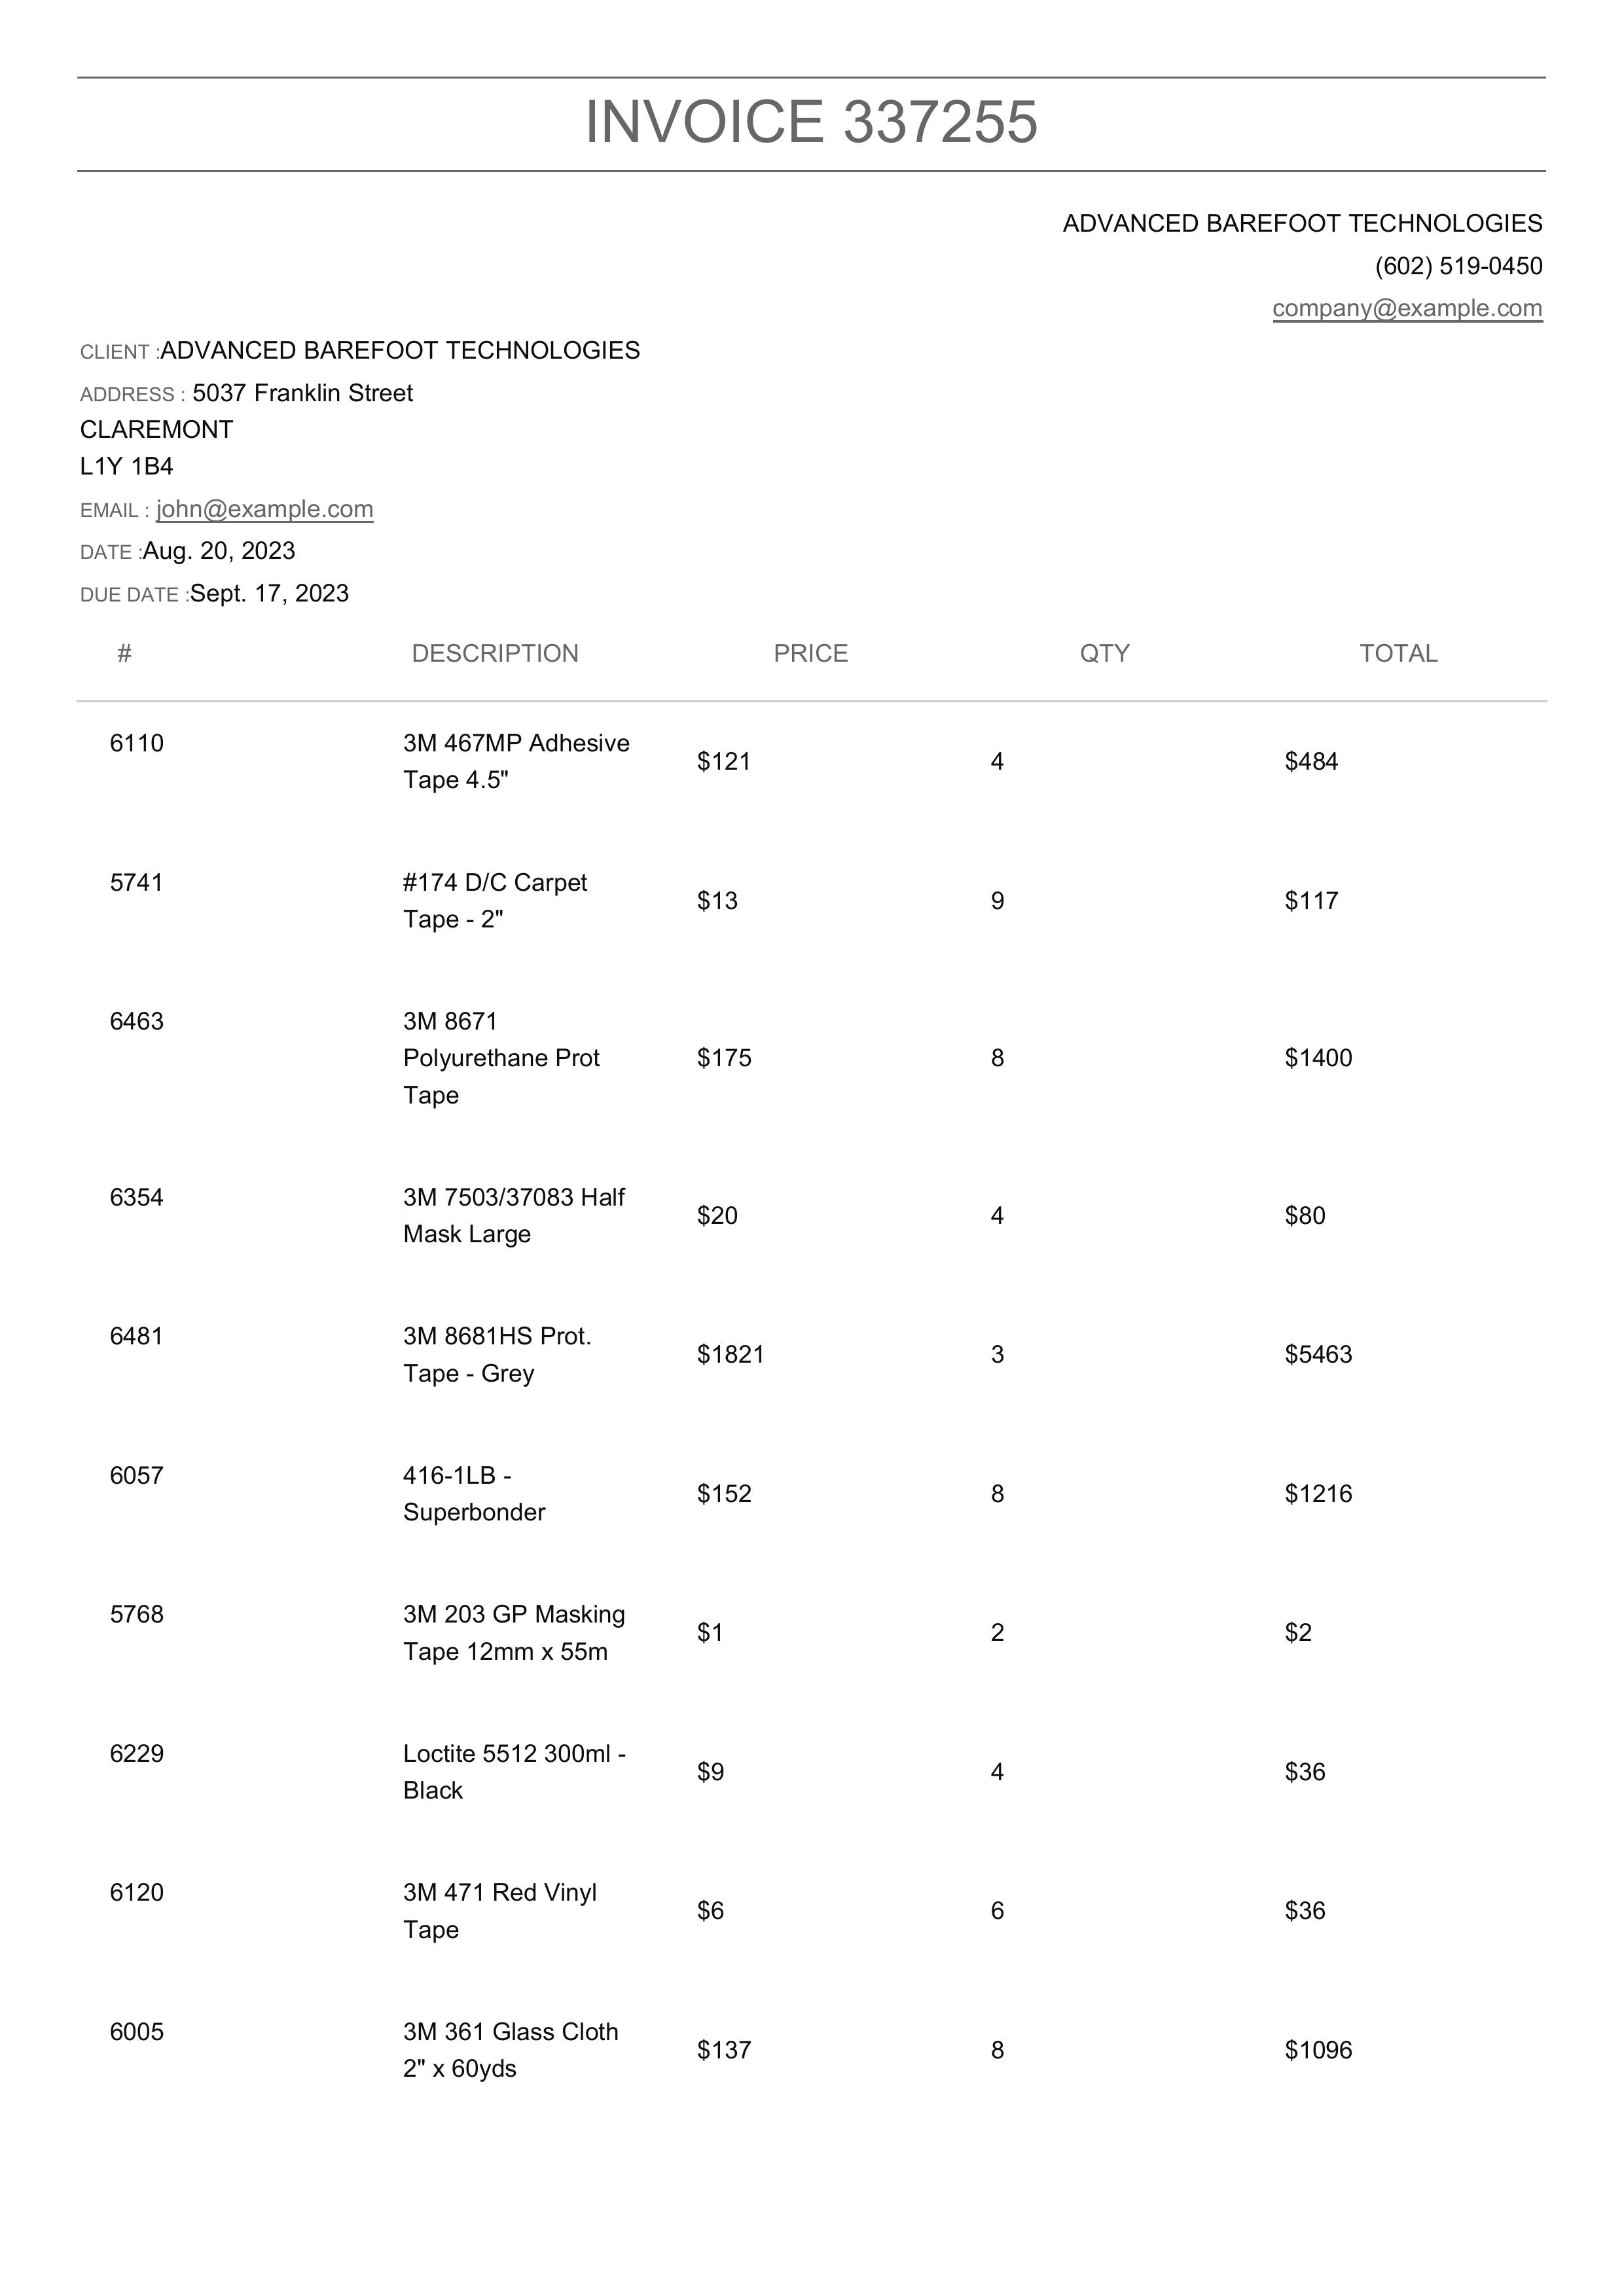 INVOICE 337255
ADVANCED BAREFOOT TECHNOLOGIES
(602) 519-0450
company@example.com
CLIENT :ADVANCED BAREFOOT TECHNOLOGIES
ADDRESS : 5037 Franklin Street
CLAREMONT
L1Y 1B4
EMAIL : john@example.com
DATE :Aug. 20, 2023
DUE DATE :Sept. 17, 2023
# DESCRIPTION PRICE QTY TOTAL
6110 3M 467MP Adhesive
Tape 4.5" $121 4 $484
5741 #174 D/C Carpet
Tape - 2" $13 9 $117
6463 3M 8671
Polyurethane Prot $175 8 $1400
Tape
6354 3M 7503/37083 Half
Mask Large $20 4 $80
6481 3M 8681HS Prot.
Tape - Grey $1821 3 $5463
6057 416-1LB -
Superbonder $152 8 $1216
5768 3M 203 GP Masking
Tape 12mm x 55m $1 2 $2
6229 Loctite 5512 300ml -
Black $9 4 $36
6120 3M 471 Red Vinyl
Tape $6 6 $36
6005 3M 361 Glass Cloth
2" x 60yds $137 8 $1096